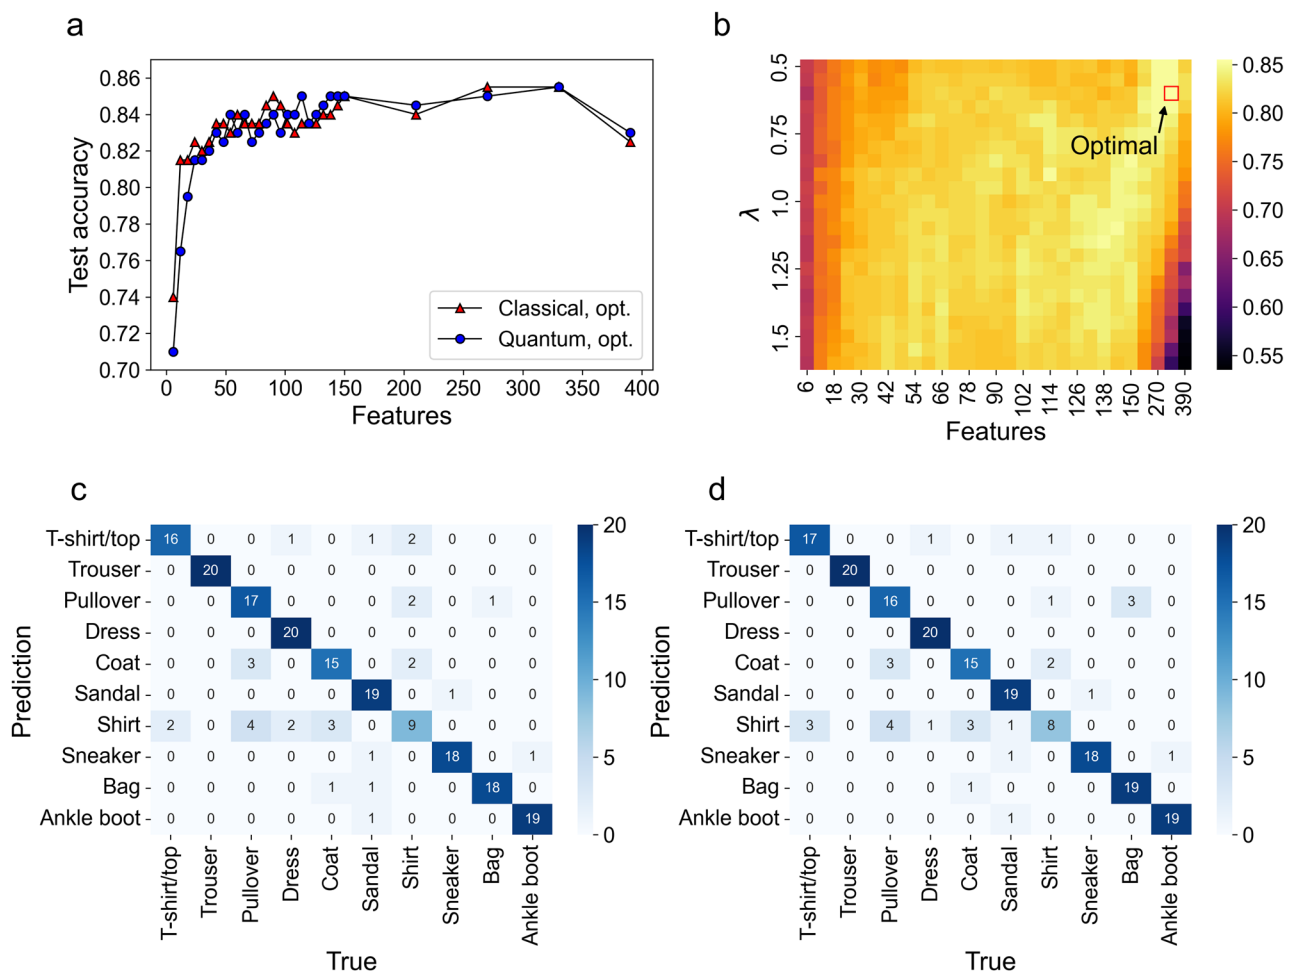 a
0.86
0.84
0.82
0.80
0.78
0.76
0.74
0.72
0.70
Test accuracy
Classical, opt.
Quantum, opt.
0 50 100 150 200 250 300 350 400
Features
b
0.5
0.75
1.0
1.25
1.5
λ
Optimal
6 18 30 42 54 66 78 90 102 114 126 138 150 270 390
Features
0.85
0.80
0.75
0.70
0.65
0.60
0.55
c
Prediction
T-shirt/top 16 0 0 1 0 1 2 0 0 0
Trouser 0 20 0 0 0 0 0 0 0 0
Pullover 0 0 17 0 0 0 2 0 1 0
Dress 0 0 0 20 0 0 0 0 0 0
Coat 0 0 3 0 15 0 2 0 0 0
Sandal 0 0 0 0 0 19 0 1 0 0
Shirt 2 0 4 2 3 0 9 0 0 0
Sneaker 0 0 0 0 0 1 0 18 0 1
Bag 0 0 0 0 1 1 0 0 18 0
Ankle boot 0 0 0 0 0 1 0 0 0 19
T-shirt/top Trouser Pullover Dress Coat Sandal Shirt Sneaker Bag Ankle boot
True
20
15
10
5
0
d
Prediction
T-shirt/top 17 0 0 1 0 1 1 0 0 0
Trouser 0 20 0 0 0 0 0 0 0 0
Pullover 0 0 16 0 0 0 1 0 3 0
Dress 0 0 0 20 0 0 0 0 0 0
Coat 0 0 3 0 15 0 2 0 0 0
Sandal 0 0 0 0 0 19 0 1 0 0
Shirt 3 0 4 1 3 1 8 0 0 0
Sneaker 0 0 0 0 0 1 0 18 0 1
Bag 0 0 0 0 1 0 0 0 19 0
Ankle boot 0 0 0 0 0 1 0 0 0 19
T-shirt/top Trouser Pullover Dress Coat Sandal Shirt Sneaker Bag Ankle boot
True
20
15
10
5
0